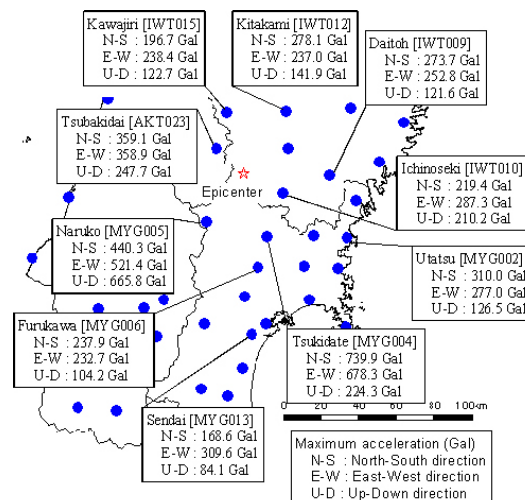 Kawajiri [IWT015]
N-S : 196.7 Gal
E-W : 238.4 Gal
U-D : 122.7 Gal
Kitakami [IWT012]
N-S : 278.1 Gal
E-W : 237.0 Gal
U-D : 141.9 Gal
Daitoh [IWT009]
N-S : 273.7 Gal
E-W : 252.8 Gal
U-D : 121.6 Gal
Tsubakidai [AKT023]
N-S : 359.1 Gal
E-W : 358.9 Gal
U-D : 247.7 Gal
Epicenter
Ichinoseki [IWT010]
N-S : 219.4 Gal
E-W : 287.3 Gal
U-D : 210.2 Gal
Naruko [MYG005]
N-S : 440.3 Gal
E-W : 521.4 Gal
U-D : 665.8 Gal
Utatsu [MYG002]
N-S : 310.0 Gal
E-W : 277.0 Gal
U-D : 126.5 Gal
Furukawa [MYG006]
N-S : 237.9 Gal
E-W : 232.7 Gal
U-D : 104.2 Gal
Tsukidate [MYG004]
N-S : 739.9 Gal
E-W : 678.3 Gal
U-D : 224.3 Gal
Sendai [MYG013]
N-S : 168.6 Gal
E-W : 309.6 Gal
U-D : 84.1 Gal
0 20 40 60 80 100km
Maximum acceleration (Gal)
N-S : North-South direction
E-W : East-West direction
U-D : Up-Down direction